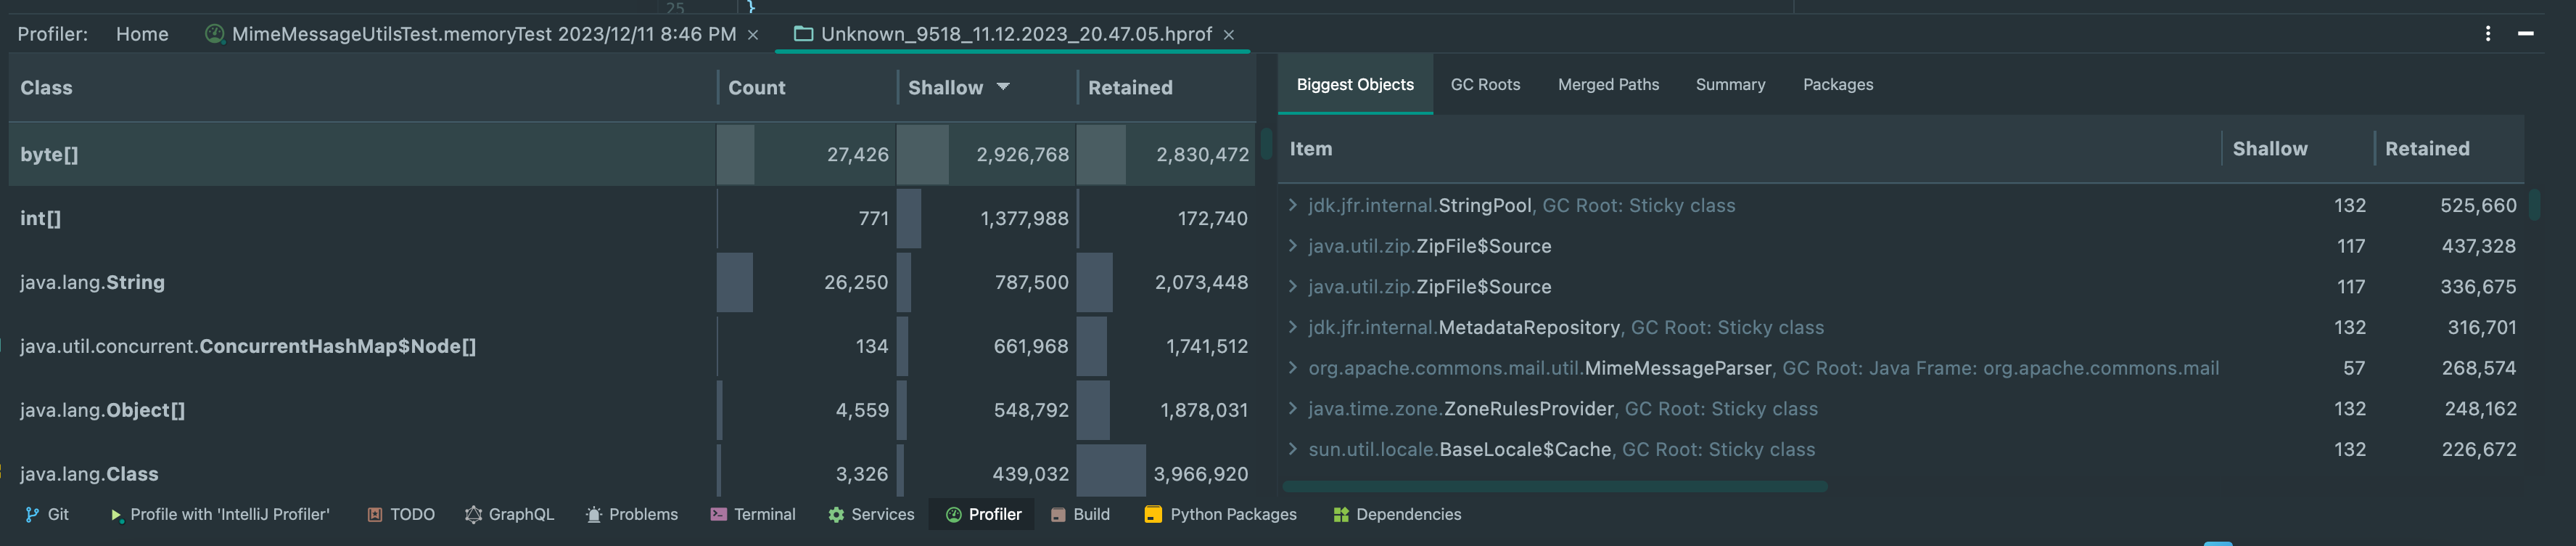 25 }
Profiler: Home MimeMessageUtilsTest.memoryTest 2023/12/11 8:46 PM × Unknown_9518_11.12.2023_20.47.05.hprof ×
Class Count Shallow Retained
byte[] 27,426 2,926,768 2,830,472
int[] 771 1,377,988 172,740
java.lang.String 26,250 787,500 2,073,448
java.util.concurrent.ConcurrentHashMap$Node[] 134 661,968 1,741,512
java.lang.Object[] 4,559 548,792 1,878,031
java.lang.Class 3,326 439,032 3,966,920
Biggest Objects GC Roots Merged Paths Summary Packages
Item Shallow Retained
jdk.jfr.internal.StringPool, GC Root: Sticky class 132 525,660
java.util.zip.ZipFile$Source 117 437,328
java.util.zip.ZipFile$Source 117 336,675
jdk.jfr.internal.MetadataRepository, GC Root: Sticky class 132 316,701
org.apache.commons.mail.util.MimeMessageParser, GC Root: Java Frame: org.apache.commons.mail 57 268,574
java.time.zone.ZoneRulesProvider, GC Root: Sticky class 132 248,162
sun.util.locale.BaseLocale$Cache, GC Root: Sticky class 132 226,672
Git Profile with 'IntelliJ Profiler' TODO GraphQL Problems Terminal Services Profiler Build Python Packages Dependencies